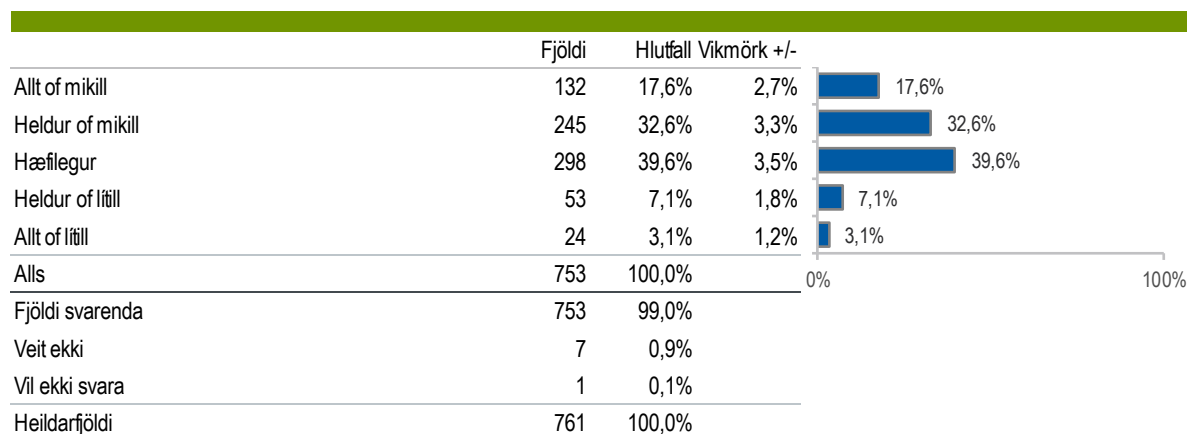 Fjöldi Hlutfall Vikmörk +/-
Allt of mikill 132 17,6% 2,7% 17,6%
Heldur of mikill 245 32,6% 3,3% 32,6%
Hæfilegur 298 39,6% 3,5% 39,6%
Heldur of lítill 53 7,1% 1,8% 7,1%
Allt of lítill 24 3,1% 1,2% 3,1%
Alls 753 100,0% 0% 100%
Fjöldi svarenda 753 99,0%
Veit ekki 7 0,9%
Vil ekki svara 1 0,1%
Heildarfjöldi 761 100,0%